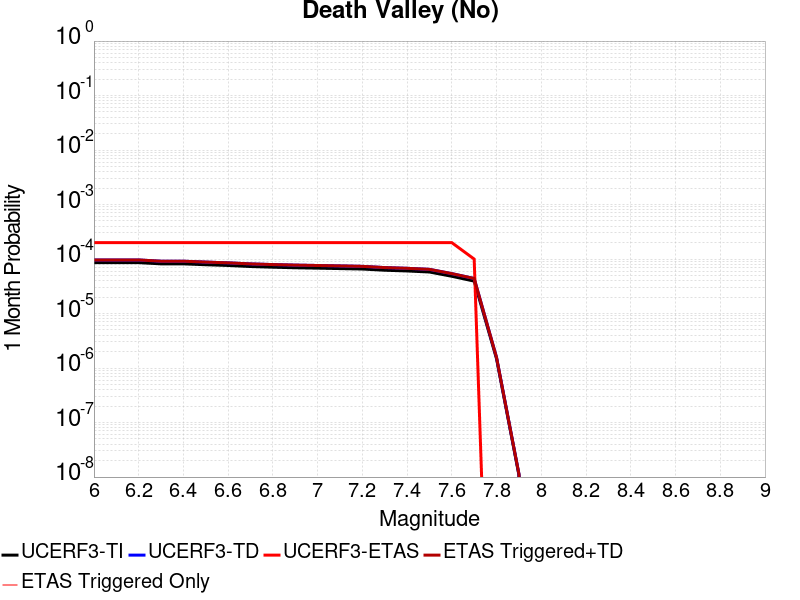 Death Valley (No)
10^0
10^-1
10^-2
10^-3
10^-4
10^-5
10^-6
10^-7
10^-8
1 Month Probability
6 6.2 6.4 6.6 6.8 7 7.2 7.4 7.6 7.8 8 8.2 8.4 8.6 8.8 9
Magnitude
UCERF3-TI UCERF3-TD UCERF3-ETAS ETAS Triggered+TD
ETAS Triggered Only